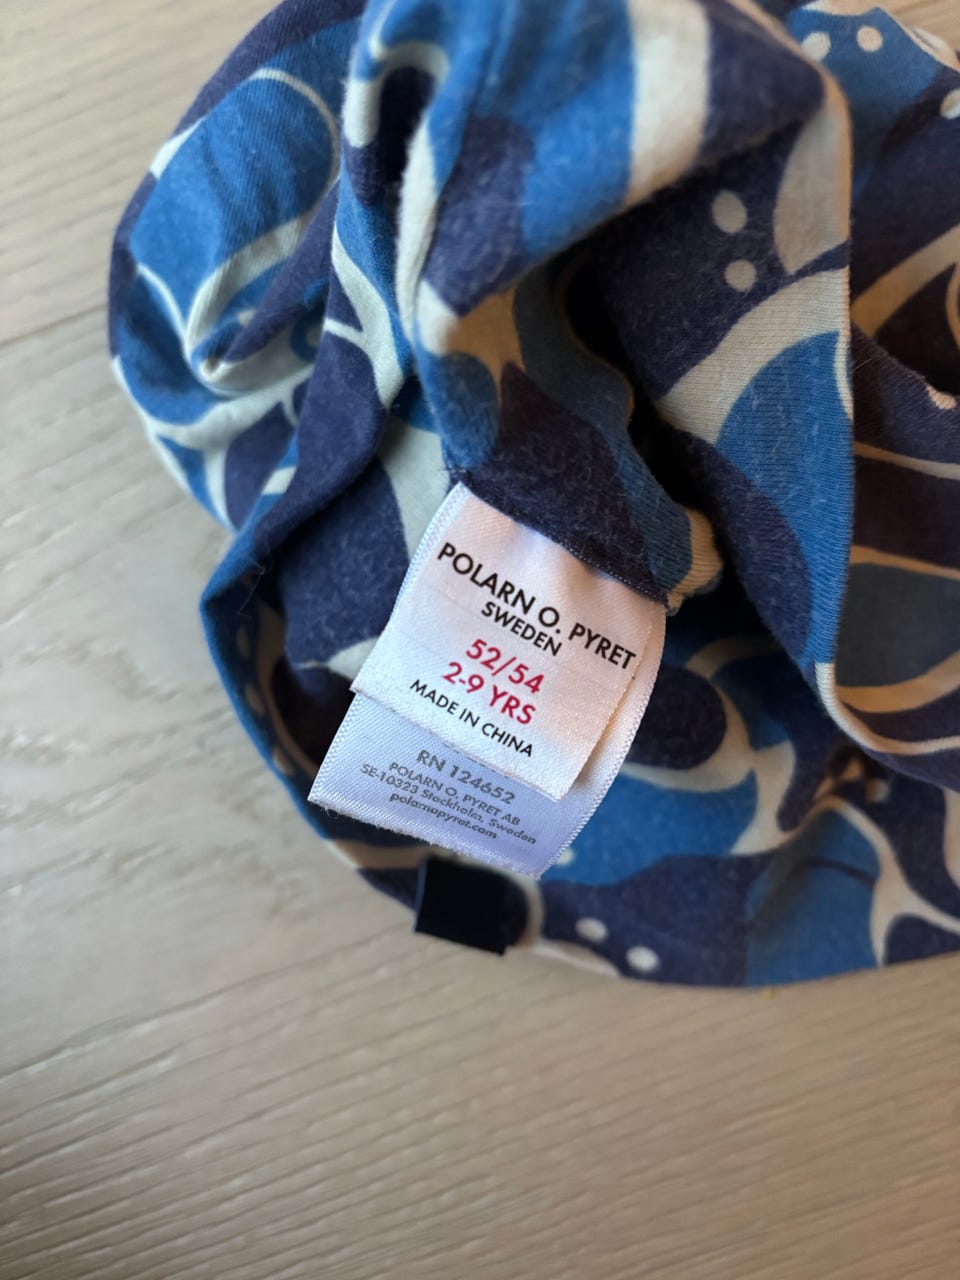 POLARN O. PYRET
SWEDEN
52/54
2-9 YRS
MADE IN CHINA
RN 124652
POLARN O. PYRET AB
SE-10323 Stockholm, Sweden
polarnopyret.com